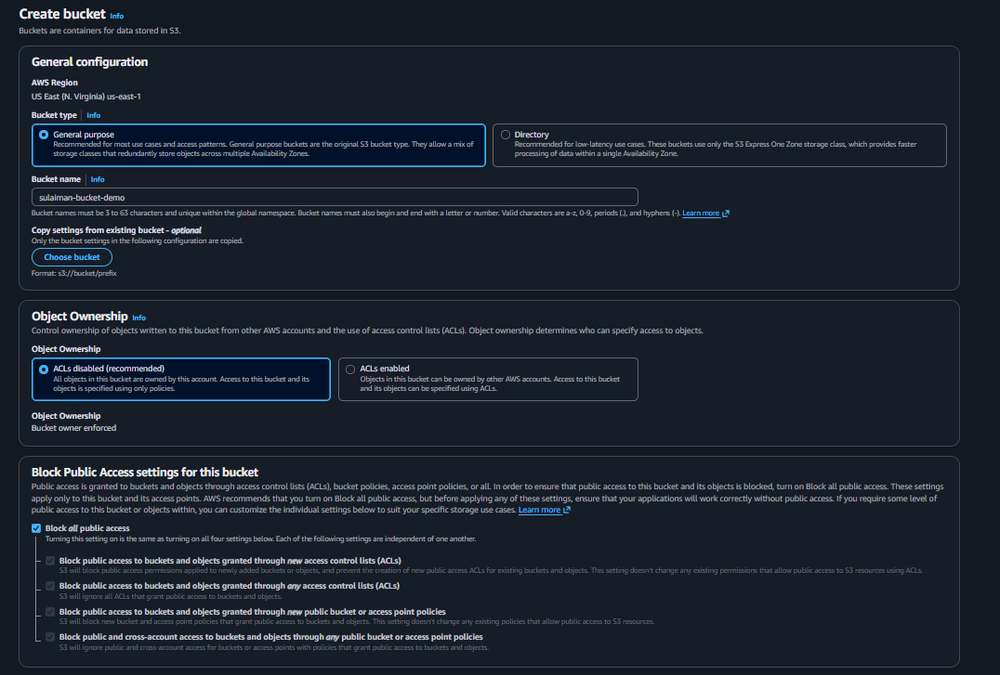 Create bucket Info
Buckets are containers for data stored in S3.
General configuration
AWS Region
US East (N. Virginia) us-east-1
Bucket type Info
General purpose
Recommended for most use cases and access patterns. General purpose buckets are the original S3 bucket type. They allow a mix of
storage classes that redundantly store objects across multiple Availability Zones.
Directory
Recommended for low-latency use cases. These buckets use only the S3 Express One Zone storage class, which provides faster
processing of data within a single Availability Zone.
Bucket name Info
sulaiman-bucket-demo
Bucket names must be 3 to 63 characters and unique within the global namespace. Bucket names must also begin and end with a letter or number. Valid characters are a-z, 0-9, periods (.), and hyphens (-). Learn more
Copy settings from existing bucket - optional
Only the bucket settings in the following configuration are copied.
Choose bucket
Format: s3://bucket/prefix
Object Ownership Info
Control ownership of objects written to this bucket from other AWS accounts and the use of access control lists (ACLs). Object ownership determines who can specify access to objects.
Object Ownership
ACLs disabled (recommended)
All objects in this bucket are owned by this account. Access to this bucket and its
objects is specified using only policies.
ACLs enabled
Objects in this bucket can be owned by other AWS accounts. Access to this bucket
and its objects can be specified using ACLs.
Object Ownership
Bucket owner enforced
Block Public Access settings for this bucket
Public access is granted to buckets and objects through access control lists (ACLs), bucket policies, access point policies, or all. In order to ensure that public access to this bucket and its objects is blocked, turn on Block all public access. These settings
apply only to this bucket and its access points. AWS recommends that you turn on Block all public access, but before applying any of these settings, ensure that your applications will work correctly without public access. If you require some level of
public access to this bucket or objects within, you can customize the individual settings below to suit your specific storage use cases. Learn more
Block all public access
Turning this setting on is the same as turning on all four settings below. Each of the following settings are independent of one another.
Block public access to buckets and objects granted through new access control lists (ACLs)
S3 will block public access permissions applied to newly added buckets or objects, and prevent the creation of new public access ACLs for existing buckets and objects. This setting doesn't change any existing permissions that allow public access to S3 resources using ACLs.
Block public access to buckets and objects granted through any access control lists (ACLs)
S3 will ignore all ACLs that grant public access to buckets and objects.
Block public access to buckets and objects granted through new public bucket or access point policies
S3 will block new bucket and access point policies that grant public access to buckets and objects. This setting doesn't change any existing policies that allow public access to S3 resources.
Block public and cross-account access to buckets and objects through any public bucket or access point policies
S3 will ignore public and cross-account access for buckets or access points with policies that grant public access to buckets and objects.